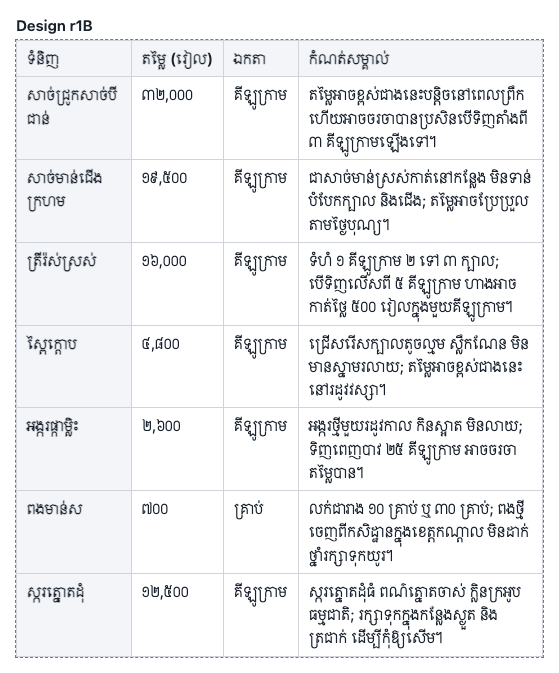 Design r1B
ទំនិញ តម្លៃ (រៀល) ឯកតា កំណត់សម្គាល់
សាច់ជ្រូកសាច់បី ៣២,០០០ គីឡូក្រាម តម្លៃអាចខ្ពស់ជាងនេះបន្តិចនៅពេលព្រឹក
ជាន់ ហើយអាចចរចាបានប្រសិនបើទិញតាំងពី
៣ គីឡូក្រាមឡើងទៅ។
សាច់មាន់ជើង ១៩,៥០០ គីឡូក្រាម ជាសាច់មាន់ស្រស់កាត់នៅកន្លែង មិនទាន់
ក្រហម បំបែកក្បាល និងជើង; តម្លៃអាចប្រែប្រួល
តាមថ្ងៃបុណ្យ។
ត្រីរ៉ស់ស្រស់ ១៦,០០០ គីឡូក្រាម ទំហំ ១ គីឡូក្រាម ២ ទៅ ៣ ក្បាល;
បើទិញលើសពី ៥ គីឡូក្រាម ហាងអាច
កាត់ថ្លៃ ៥០០ រៀលក្នុងមួយគីឡូក្រាម។
ស្ពៃក្តោប ៤,៨០០ គីឡូក្រាម ជ្រើសរើសក្បាលតូចល្មម ស្លឹកណែន មិន
មានស្នាមរលាយ; តម្លៃអាចខ្ពស់ជាងនេះ
នៅរដូវវស្សា។
អង្ករផ្កាម្លិះ ២,៦០០ គីឡូក្រាម អង្ករថ្មីមួយរដូវកាល កិនស្អាត មិនលាយ;
ទិញពេញបាវ ២៥ គីឡូក្រាម អាចចរចា
តម្លៃបាន។
ពងមាន់ស ៧០០ គ្រាប់ លក់ជារាង ១០ គ្រាប់ ឬ ៣០ គ្រាប់; ពងថ្មី
ចេញពីកសិដ្ឋានក្នុងខេត្តកណ្តាល មិនដាក់
ថ្នាំរក្សាទុកយូរ។
ស្ករត្នោតដុំ ១២,៥០០ គីឡូក្រាម ស្ករត្នោតដុំធំ ពណ៌ត្នោតចាស់ ក្លិនក្រអូប
ធម្មជាតិ; រក្សាទុកក្នុងកន្លែងស្ងួត និង
ត្រជាក់ ដើម្បីកុំឱ្យសើម។